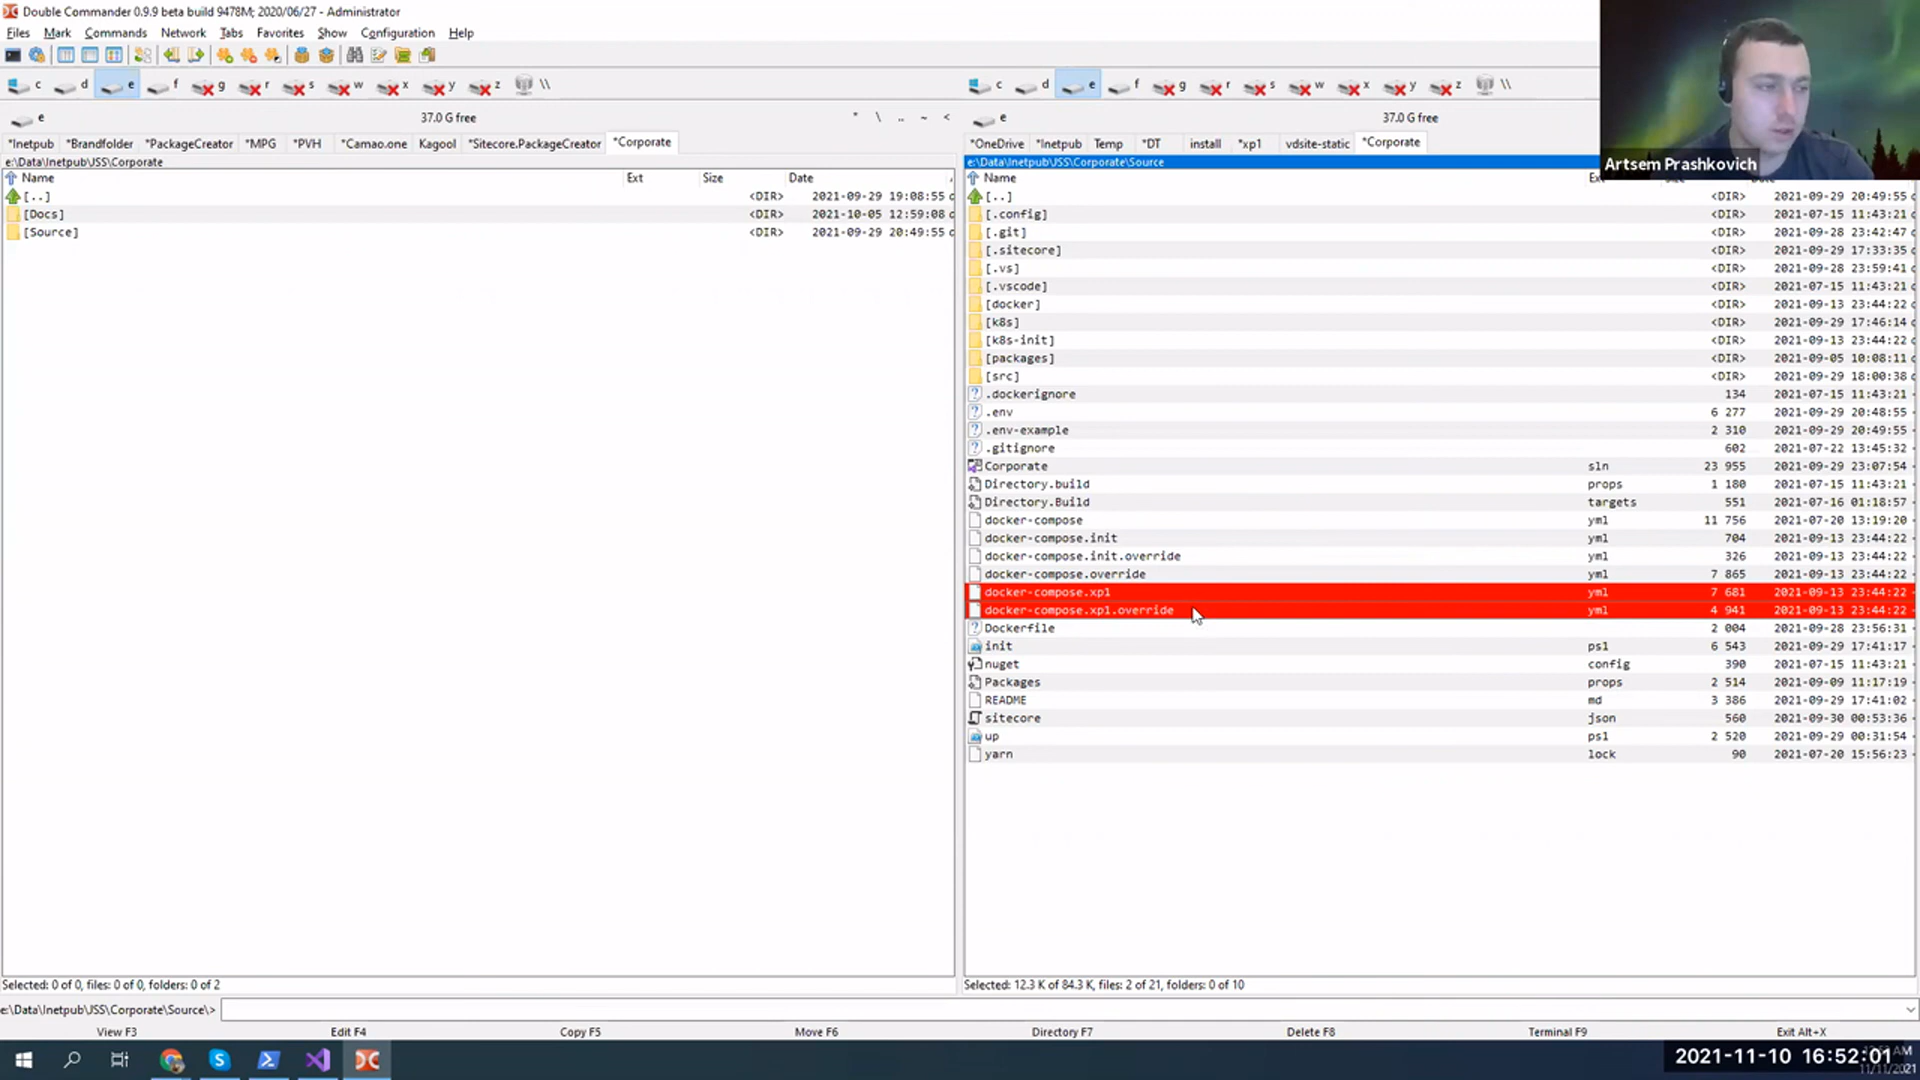 Double Commander 0.9.9 beta build 9478M; 2020/06/27 - Administrator
Files Mark Commands Network Tabs Favorites Show Configuration Help
c d e f g r s w x y z \\
c d e f g r s w x y z \\
e 37.0 G free * \ .. ~ <
e 37.0 G free
*Inetpub *Brandfolder *PackageCreator *MPG *PVH *Camao.one Kagool *Sitecore.PackageCreator *Corporate
*OneDrive *Inetpub Temp *DT install *xp1 vdsite-static *Corporate
Artsem Prashkovich
e:\Data\Inetpub\JSS\Corporate
Name Ext Size Date
[..] <DIR> 2021-09-29 19:08:55
[Docs] <DIR> 2021-10-05 12:59:08
[Source] <DIR> 2021-09-29 20:49:55
e:\Data\Inetpub\JSS\Corporate\Source
Name
[..] <DIR> 2021-09-29 20:49:55
[.config] <DIR> 2021-07-15 11:43:21
[.git] <DIR> 2021-09-28 23:42:47
[.sitecore] <DIR> 2021-09-29 17:33:35
[.vs] <DIR> 2021-09-28 23:59:41
[.vscode] <DIR> 2021-07-15 11:43:21
[docker] <DIR> 2021-09-13 23:44:22
[k8s] <DIR> 2021-09-29 17:46:14
[k8s-init] <DIR> 2021-09-13 23:44:22
[packages] <DIR> 2021-09-05 10:08:11
[src] <DIR> 2021-09-29 18:00:38
.dockerignore 134 2021-07-15 11:43:21
.env 6 277 2021-09-29 20:48:55
.env-example 2 310 2021-09-29 20:49:55
.gitignore 602 2021-07-22 13:45:32
Corporate sln 23 955 2021-09-29 23:07:54
Directory.build props 1 180 2021-07-15 11:43:21
Directory.Build targets 551 2021-07-16 01:18:57
docker-compose yml 11 756 2021-07-20 13:19:20
docker-compose.init yml 704 2021-09-13 23:44:22
docker-compose.init.override yml 326 2021-09-13 23:44:22
docker-compose.override yml 7 865 2021-09-13 23:44:22
docker-compose.xp1 yml 7 681 2021-09-13 23:44:22
docker-compose.xp1.override yml 4 941 2021-09-13 23:44:22
Dockerfile 2 004 2021-09-28 23:56:31
init ps1 6 543 2021-09-29 17:41:17
nuget config 390 2021-07-15 11:43:21
Packages props 2 514 2021-09-09 11:17:19
README md 3 386 2021-09-29 17:41:02
sitecore json 560 2021-09-30 00:53:36
up ps1 2 520 2021-09-29 00:31:54
yarn lock 90 2021-07-20 15:56:23
Selected: 0 of 0, files: 0 of 0, folders: 0 of 2
Selected: 12.3 K of 84.3 K, files: 2 of 21, folders: 0 of 10
e:\Data\Inetpub\JSS\Corporate\Source\>
View F3 Edit F4 Copy F5 Move F6 Directory F7 Delete F8 Terminal F9 Exit Alt+X
2021-11-10 16:52:01